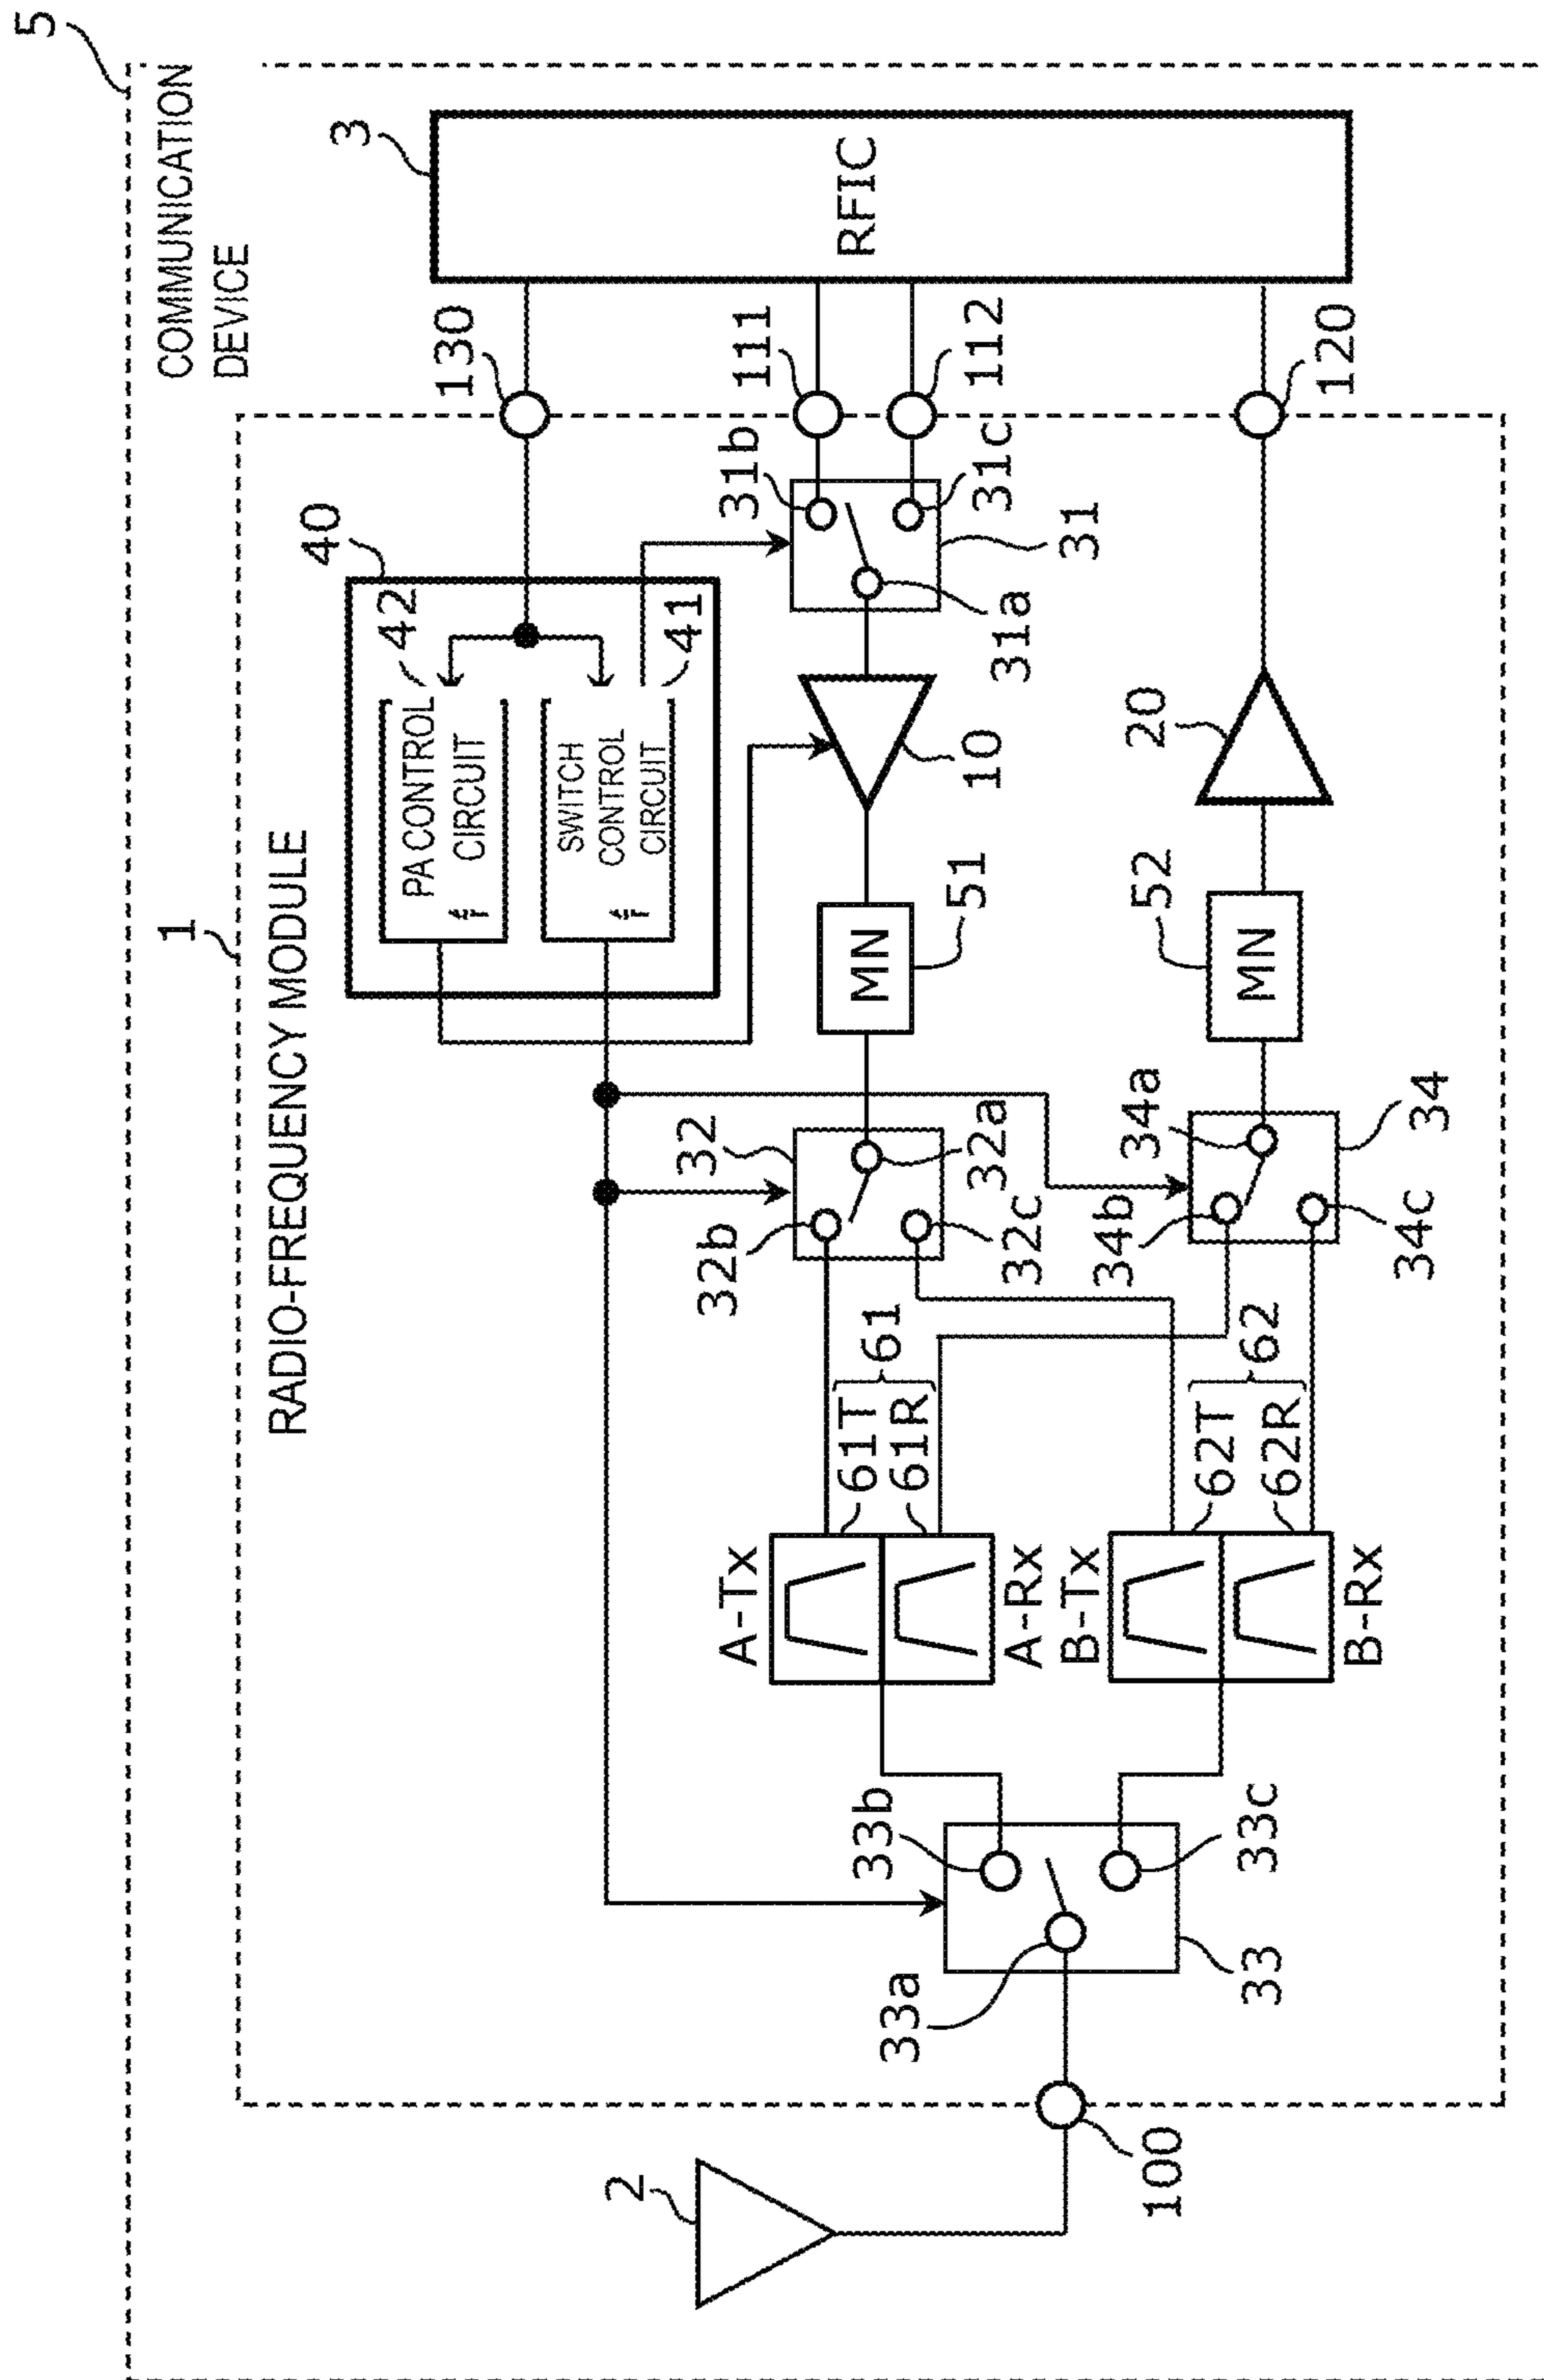 5
COMMUNICATION
DEVICE
1
RADIO-FREQUENCY MODULE
3
RFIC
40
42
PA CONTROL
CIRCUIT
SWITCH
CONTROL
CIRCUIT
41
130
111
112
120
31b
31c
31a
31
10
20
MN
51
52
MN
32
32a
32b
32c
34a
34
34b
34c
61T
61R
61
62T
62R
62
A-Tx
A-Rx
B-Tx
B-Rx
33b
33c
33a
33
2
100